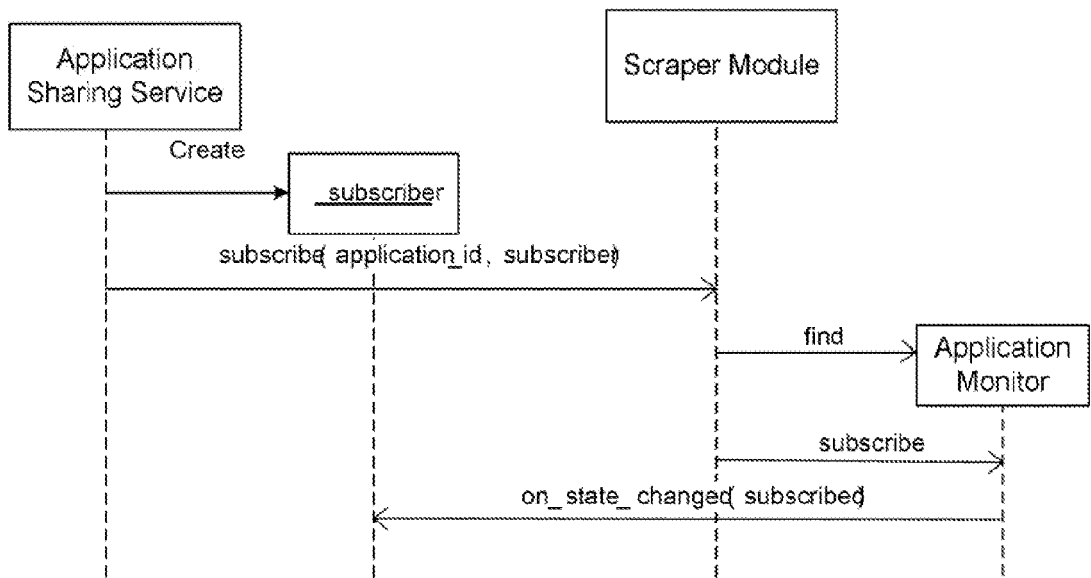 Application
Sharing Service
Scraper Module
Create
_subscriber
subscribe( application_id, subscriber)
find
Application
Monitor
subscribe
on_state_changed( subscribed)